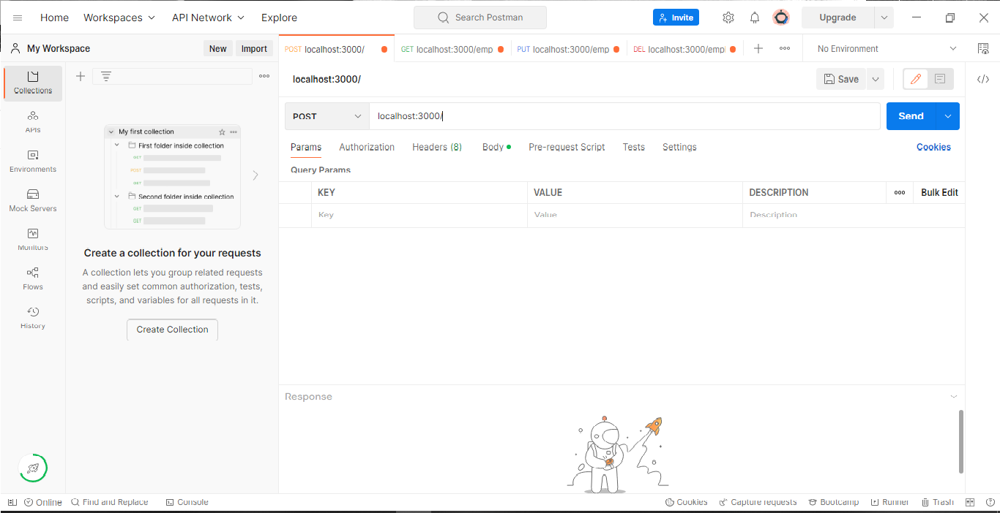 Home Workspaces API Network Explore Search Postman Invite Upgrade
My Workspace New Import POST localhost:3000/ GET localhost:3000/emp PUT localhost:3000/emp DEL localhost:3000/emp No Environment
Collections
APIs
Environments
Mock Servers
Monitors
Flows
History
My first collection
First folder inside collection
GET
POST
GET
Second folder inside collection
GET
GET
Create a collection for your requests
A collection lets you group related requests
and easily set common authorization, tests,
scripts, and variables for all requests in it.
Create Collection
localhost:3000/ Save
POST localhost:3000/ Send
Params Authorization Headers (8) Body Pre-request Script Tests Settings Cookies
Query Params
KEY VALUE DESCRIPTION Bulk Edit
Key Value Description
Response
Online Find and Replace Console Cookies Capture requests Bootcamp Runner Trash